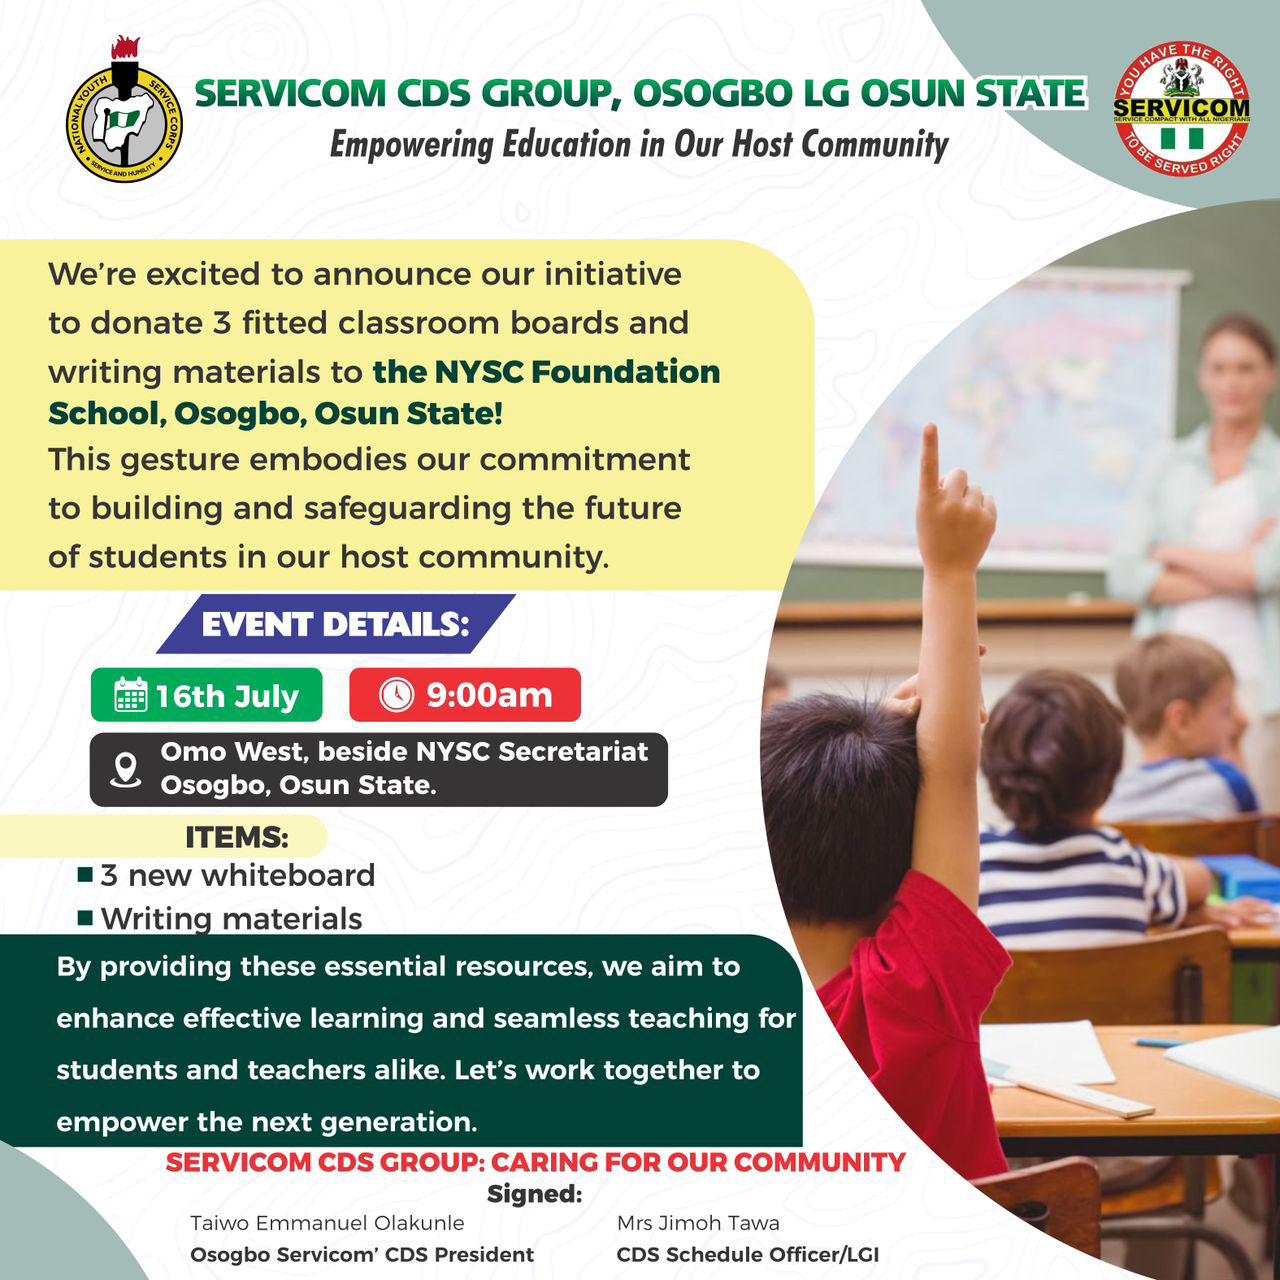 NATIONAL YOUTH SERVICE CORPS
SERVICE AND HUMILITY
SERVICOM CDS GROUP, OSOGBO LG OSUN STATE
Empowering Education in Our Host Community
YOU HAVE THE RIGHT
SERVICOM
SERVICE COMPACT WITH ALL NIGERIANS
TO BE SERVED RIGHT
We’re excited to announce our initiative
to donate 3 fitted classroom boards and
writing materials to the NYSC Foundation
School, Osogbo, Osun State!
This gesture embodies our commitment
to building and safeguarding the future
of students in our host community.
EVENT DETAILS:
16th July
9:00am
Omo West, beside NYSC Secretariat
Osogbo, Osun State.
ITEMS:
3 new whiteboard
Writing materials
By providing these essential resources, we aim to
enhance effective learning and seamless teaching for
students and teachers alike. Let’s work together to
empower the next generation.
SERVICOM CDS GROUP: CARING FOR OUR COMMUNITY
Signed:
Taiwo Emmanuel Olakunle
Osogbo Servicom’ CDS President
Mrs Jimoh Tawa
CDS Schedule Officer/LGI